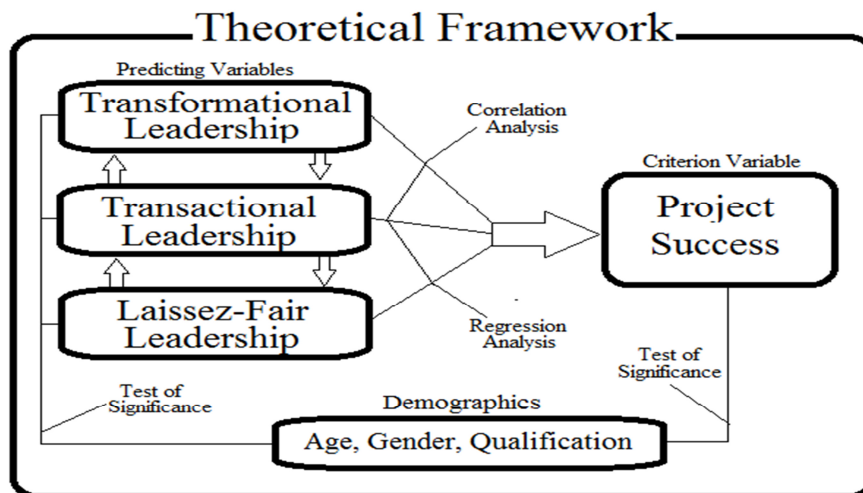 Theoretical Framework
Predicting Variables
Transformational
Leadership
Transactional
Leadership
Laissez-Fair
Leadership
Correlation
Analysis
Regression
Analysis
Criterion Variable
Project
Success
Test of
Significance
Test of
Significance
Demographics
Age, Gender, Qualification